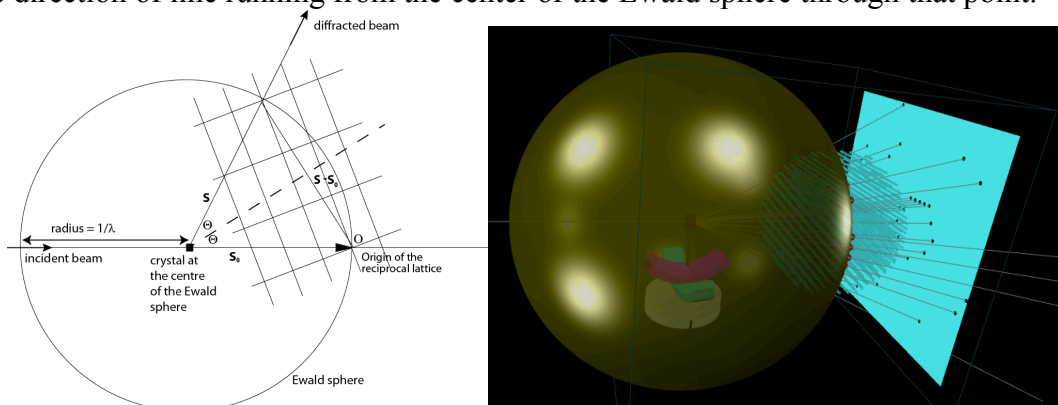 direction of line running from the center of the Ewald sphere through that point.
diffracted beam
S
S-S₀
Θ
Θ
radius = 1/λ
O
incident beam
crystal at
the centre
of the Ewald
sphere
S₀
Origin of the
reciprocal lattice
Ewald sphere